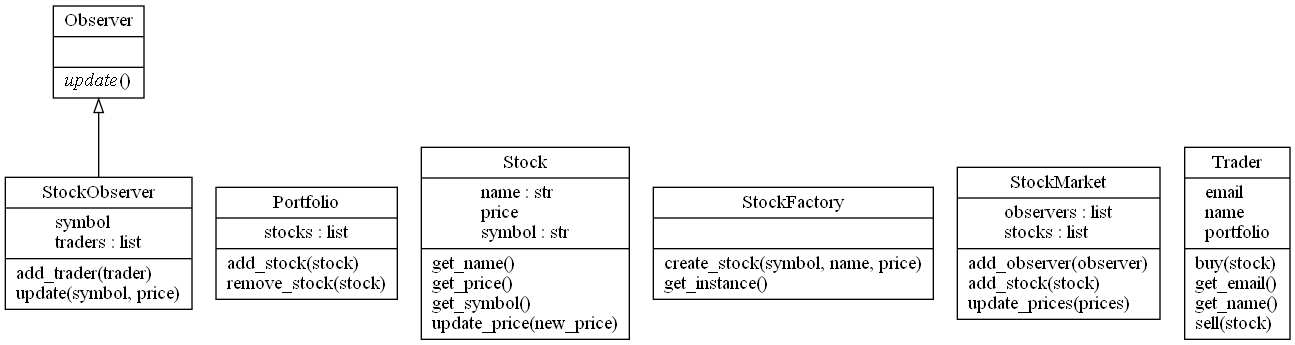 Observer
update()
StockObserver
symbol
traders : list
add_trader(trader)
update(symbol, price)
Portfolio
stocks : list
add_stock(stock)
remove_stock(stock)
Stock
name : str
price
symbol : str
get_name()
get_price()
get_symbol()
update_price(new_price)
StockFactory
create_stock(symbol, name, price)
get_instance()
StockMarket
observers : list
stocks : list
add_observer(observer)
add_stock(stock)
update_prices(prices)
Trader
email
name
portfolio
buy(stock)
get_email()
get_name()
sell(stock)